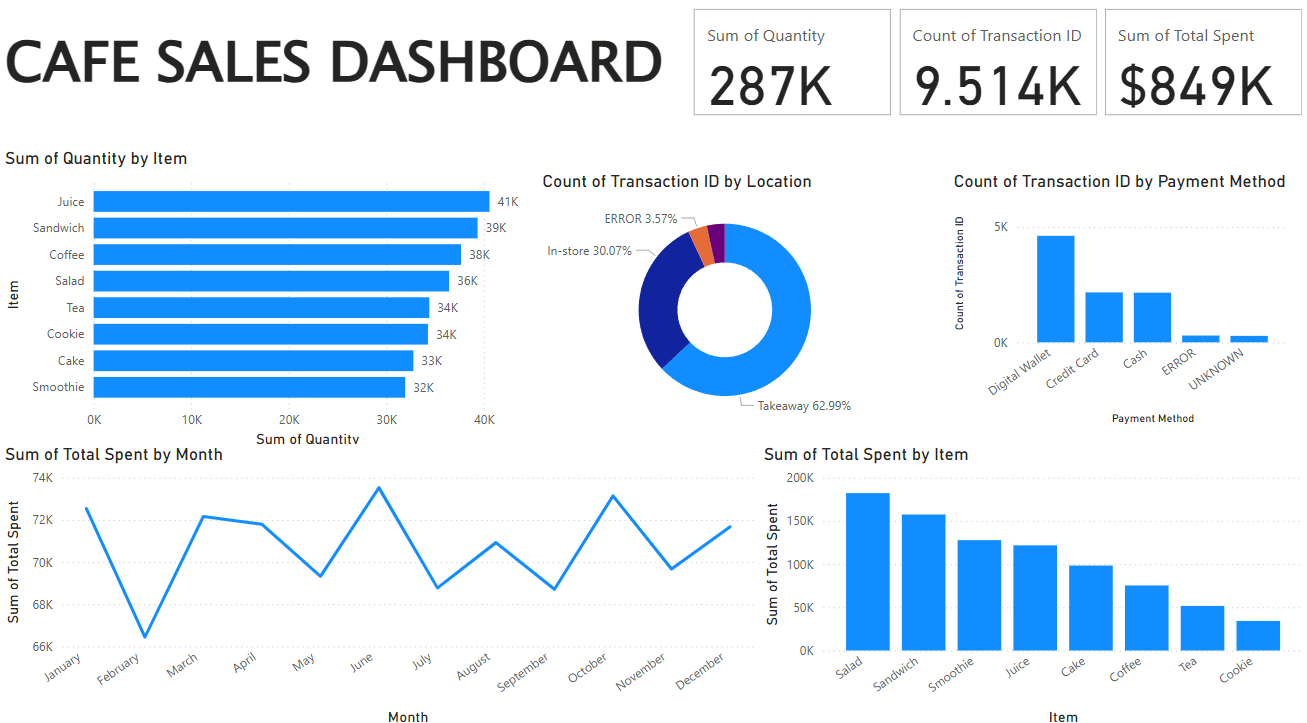 CAFE SALES DASHBOARD
Sum of Quantity
287K
Count of Transaction ID
9.514K
Sum of Total Spent
$849K
Sum of Quantity by Item
Item
Juice
41K
Sandwich
39K
Coffee
38K
Salad
36K
Tea
34K
Cookie
34K
Cake
33K
Smoothie
32K
0K
10K
20K
30K
40K
Sum of Quantity
Count of Transaction ID by Location
ERROR 3.57%
In-store 30.07%
Takeaway 62.99%
Count of Transaction ID by Payment Method
Count of Transaction ID
5K
0K
Digital Wallet
Credit Card
Cash
ERROR
UNKNOWN
Payment Method
Sum of Total Spent by Month
Sum of Total Spent
74K
72K
70K
68K
66K
January
February
March
April
May
June
July
August
September
October
November
December
Month
Sum of Total Spent by Item
Sum of Total Spent
200K
150K
100K
50K
0K
Salad
Sandwich
Smoothie
Juice
Cake
Coffee
Tea
Cookie
Item